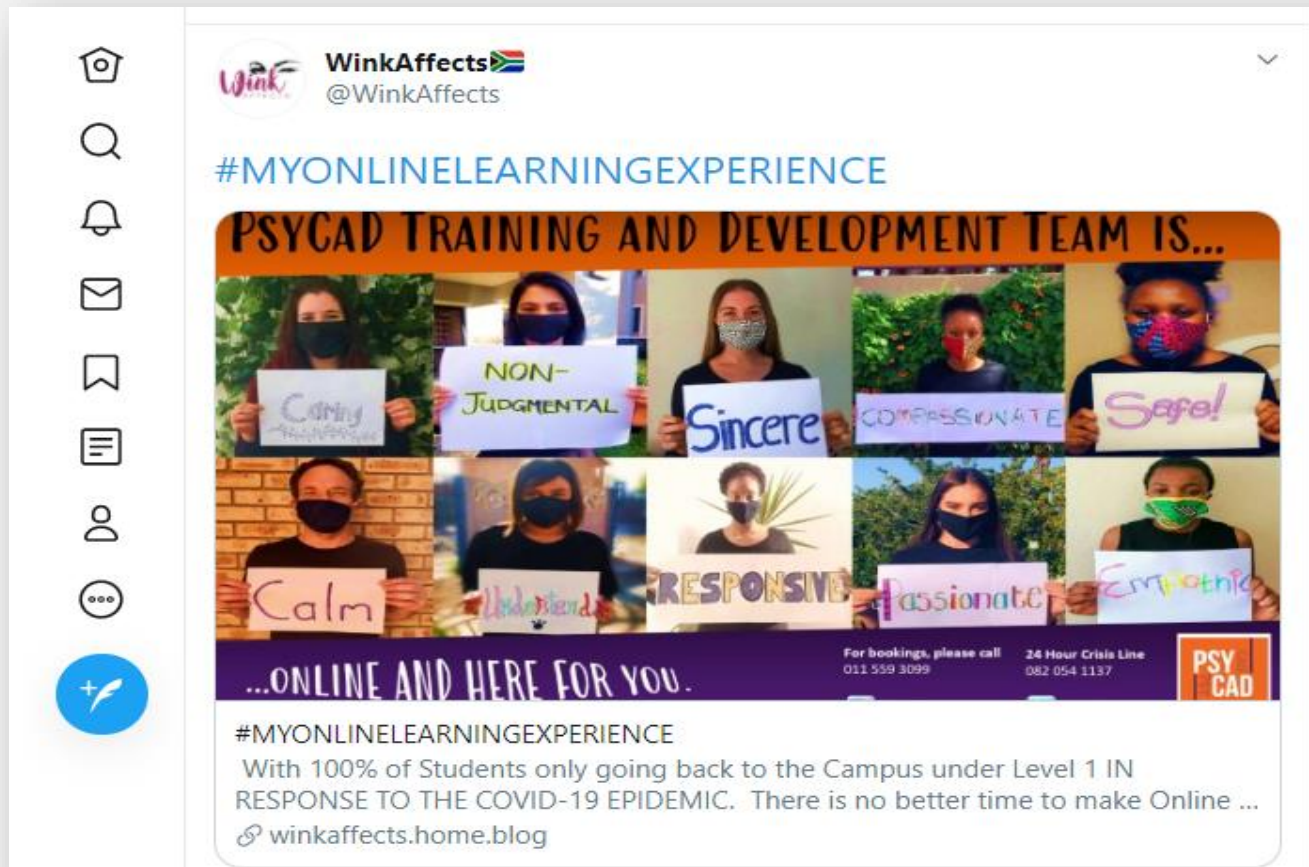 Wink
WinkAffects
@WinkAffects
#MYONLINELEARNINGEXPERIENCE
PSYCAD TRAINING AND DEVELOPMENT TEAM IS...
Caring
NON-
JUDGMENTAL
Sincere
COMPASSIONATE
Safe!
Calm
RESPONSIVE
Passionate
Empathic
...ONLINE AND HERE FOR YOU.
For bookings, please call
011 559 3099
24 Hour Crisis Line
082 054 1137
PSY
CAD
#MYONLINELEARNINGEXPERIENCE
With 100% of Students only going back to the Campus under Level 1 IN
RESPONSE TO THE COVID-19 EPIDEMIC. There is no better time to make Online ...
winkaffects.home.blog